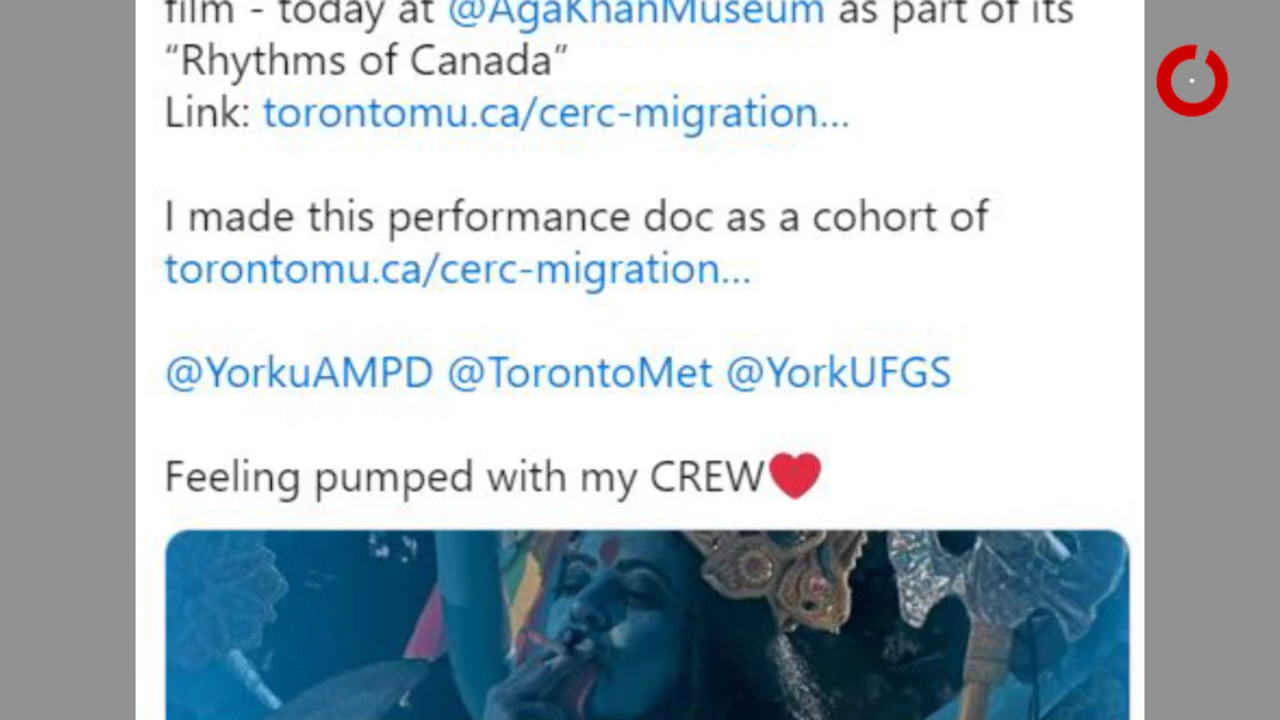 film - today at @AgaKhanMuseum as part of its
“Rhythms of Canada”
Link: torontomu.ca/cerc-migration...
I made this performance doc as a cohort of
torontomu.ca/cerc-migration...
@YorkuAMPD @TorontoMet @YorkUFGS
Feeling pumped with my CREW❤️